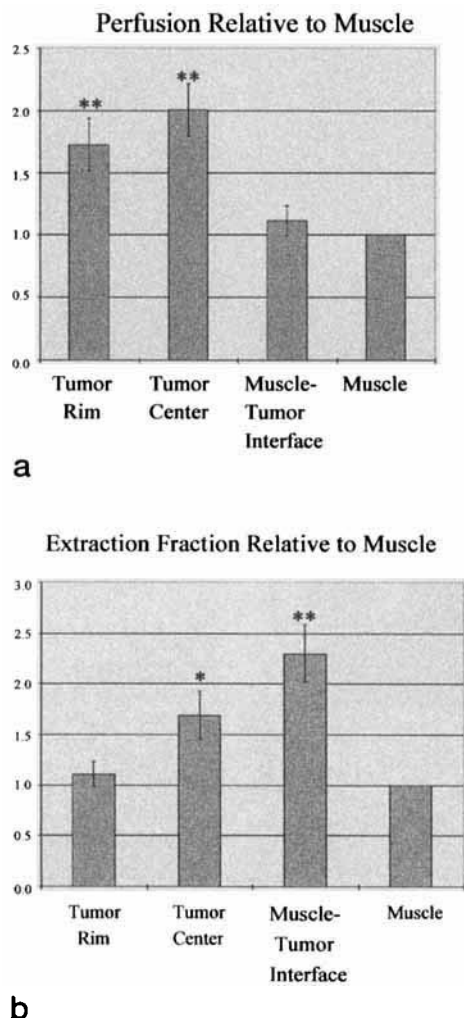 Perfusion Relative to Muscle
2.5
2.0
1.5
1.0
0.5
0.0
**
**
Tumor Rim
Tumor Center
Muscle-Tumor Interface
Muscle
a
Extraction Fraction Relative to Muscle
3.0
2.5
2.0
1.5
1.0
0.5
0.0
*
**
Tumor Rim
Tumor Center
Muscle-Tumor Interface
Muscle
b